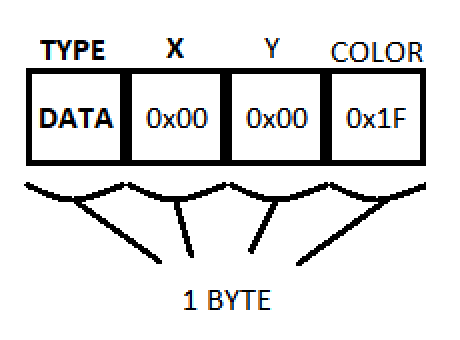 TYPE X Y COLOR
DATA 0x00 0x00 0x1F
1 BYTE